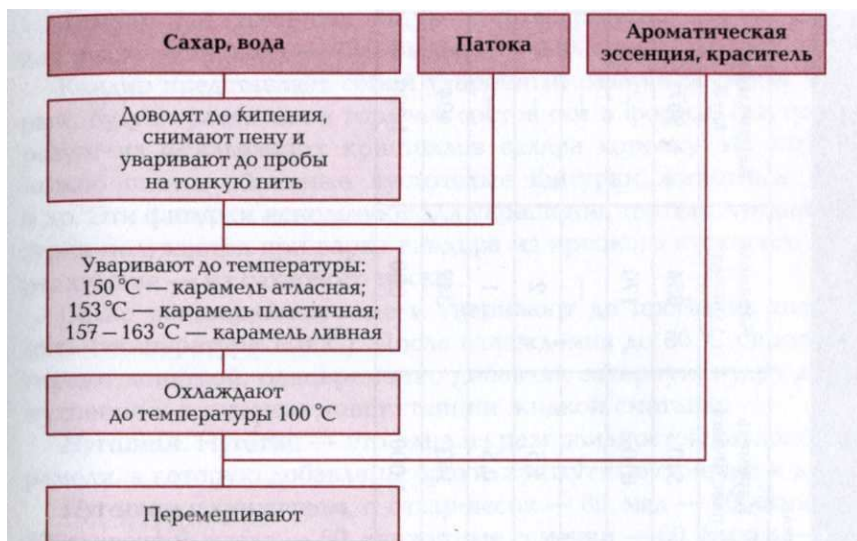 Сахар, вода
Патока
Ароматическая
эссенция, краситель
Доводят до кипения,
снимают пену и
уваривают до пробы
на тонкую нить
Уваривают до температуры:
150 °C — карамель атласная;
153 °C — карамель пластичная;
157 – 163 °C — карамель ливная
Охлаждают
до температуры 100 °C
Перемешивают